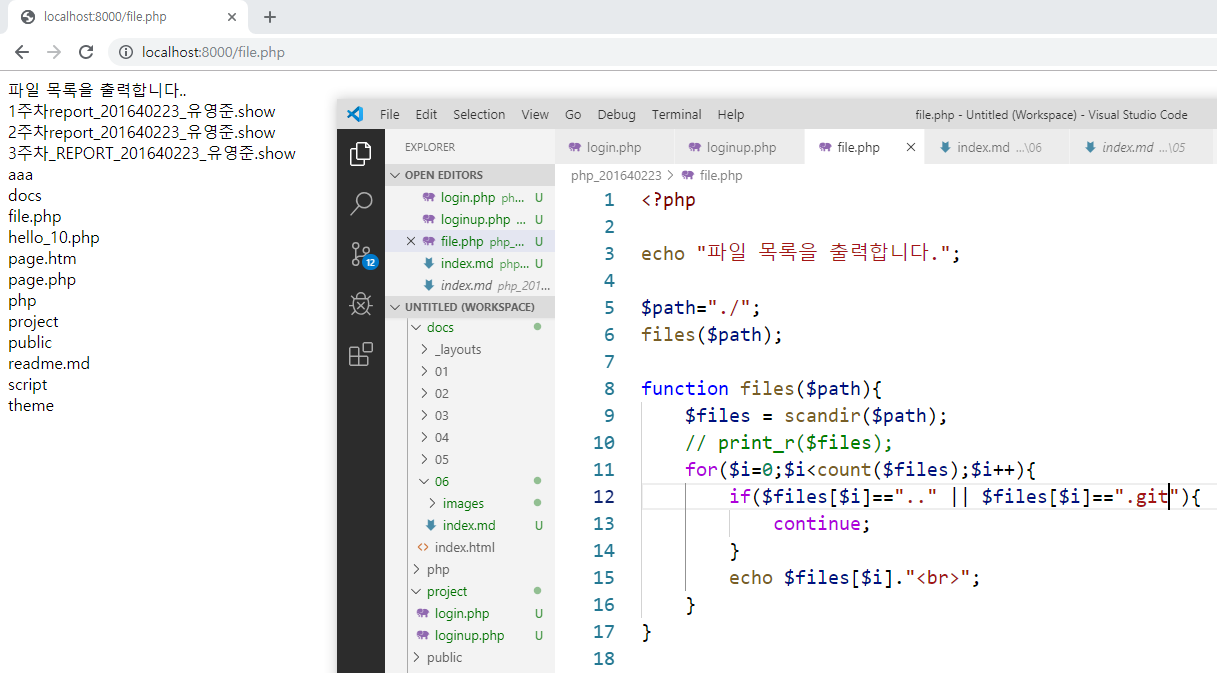 localhost:8000/file.php
localhost:8000/file.php
파일 목록을 출력합니다..
1주차report_201640223_유영준.show
2주차report_201640223_유영준.show
3주차_REPORT_201640223_유영준.show
aaa
docs
file.php
hello_10.php
page.htm
page.php
php
project
public
readme.md
script
theme
File Edit Selection View Go Debug Terminal Help
file.php - Untitled (Workspace) - Visual Studio Code
12
EXPLORER
OPEN EDITORS
login.php ph... U
loginup.php ... U
file.php php_... U
index.md php... U
index.md php_201...
UNTITLED (WORKSPACE)
docs
_layouts
01
02
03
04
05
06
images
index.md U
index.html
php
project
login.php U
loginup.php U
public
login.php loginup.php file.php index.md ...\06 index.md ...\05
php_201640223 > file.php
1 <?php
2
3 echo "파일 목록을 출력합니다.";
4
5 $path="./";
6 files($path);
7
8 function files($path){
9 $files = scandir($path);
10 // print_r($files);
11 for($i=0;$i<count($files);$i++){
12 if($files[$i]==".." || $files[$i]==".git"){
13 continue;
14 }
15 echo $files[$i]."<br>";
16 }
17 }
18